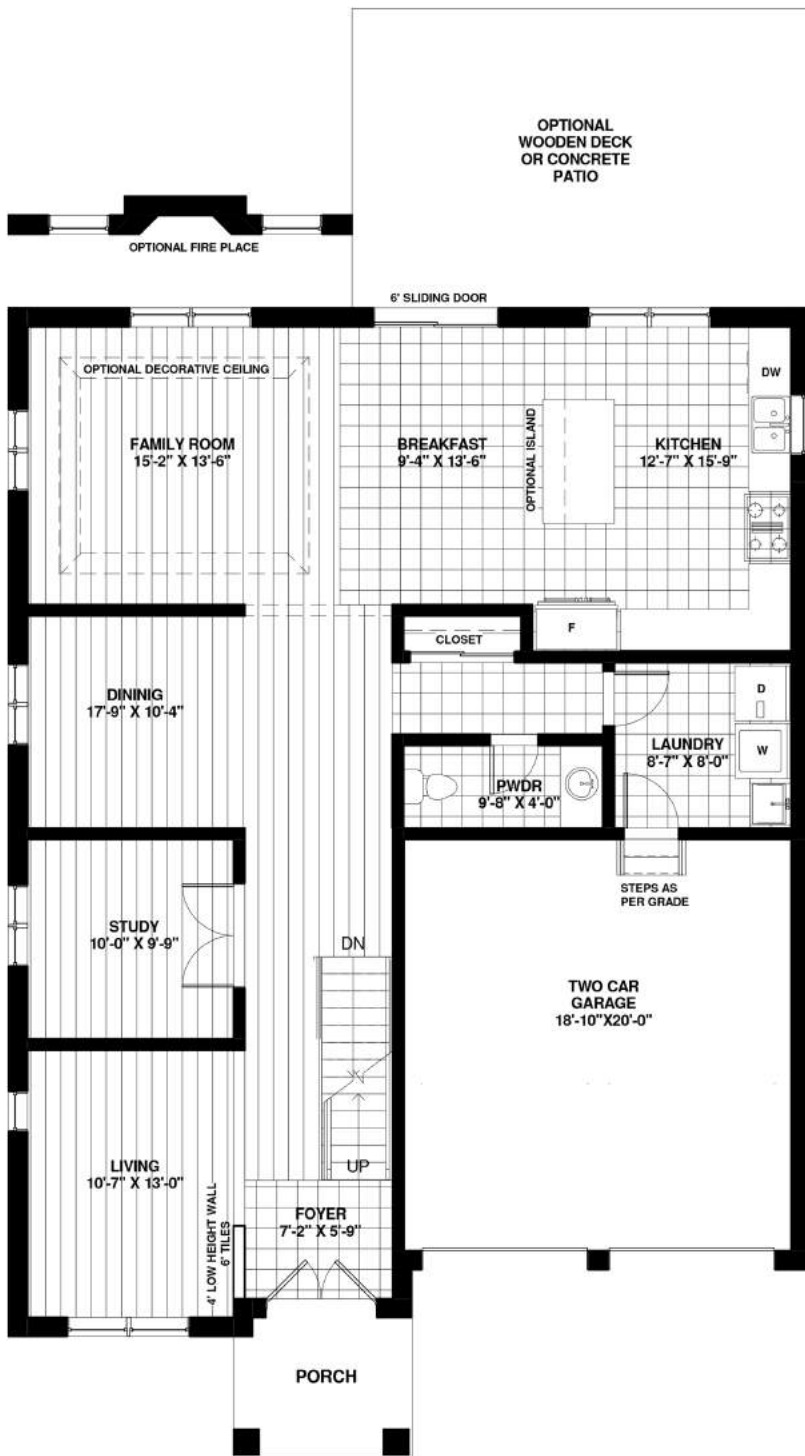 OPTIONAL
WOODEN DECK
OR CONCRETE
PATIO
OPTIONAL FIRE PLACE
6' SLIDING DOOR
OPTIONAL DECORATIVE CEILING
FAMILY ROOM
15'-2" X 13'-6"
BREAKFAST
9'-4" X 13'-6"
OPTIONAL ISLAND
KITCHEN
12'-7" X 15'-9"
DW
F
CLOSET
DININIG
17'-9" X 10'-4"
D
LAUNDRY
8'-7" X 8'-0"
W
PWDR
9'-8" X 4'-0"
STEPS AS
PER GRADE
STUDY
10'-0" X 9'-9"
DN
TWO CAR
GARAGE
18'-10"X20'-0"
LIVING
10'-7" X 13'-0"
UP
4' LOW HEIGHT WALL
6' TILES
FOYER
7'-2" X 5'-9"
PORCH